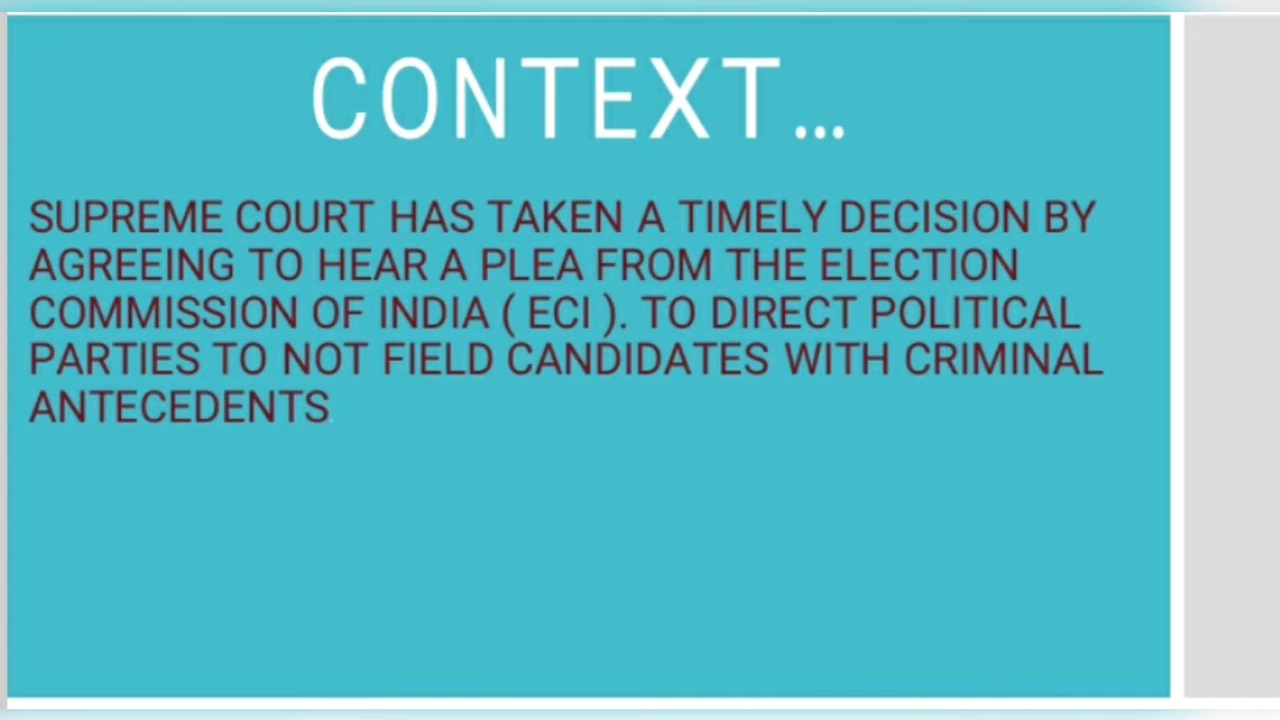 CONTEXT...
SUPREME COURT HAS TAKEN A TIMELY DECISION BY
AGREEING TO HEAR A PLEA FROM THE ELECTION
COMMISSION OF INDIA ( ECI ). TO DIRECT POLITICAL
PARTIES TO NOT FIELD CANDIDATES WITH CRIMINAL
ANTECEDENTS.